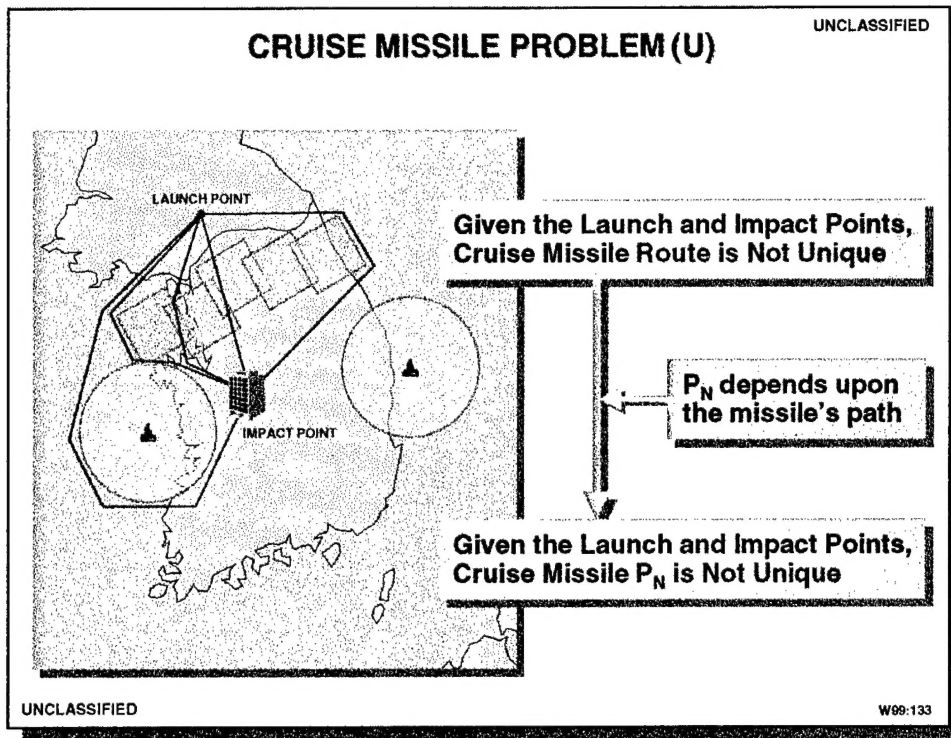 UNCLASSIFIED
CRUISE MISSILE PROBLEM (U)
LAUNCH POINT
IMPACT POINT
Given the Launch and Impact Points,
Cruise Missile Route is Not Unique
P_N depends upon
the missile's path
Given the Launch and Impact Points,
Cruise Missile P_N is Not Unique
UNCLASSIFIED
W99:133